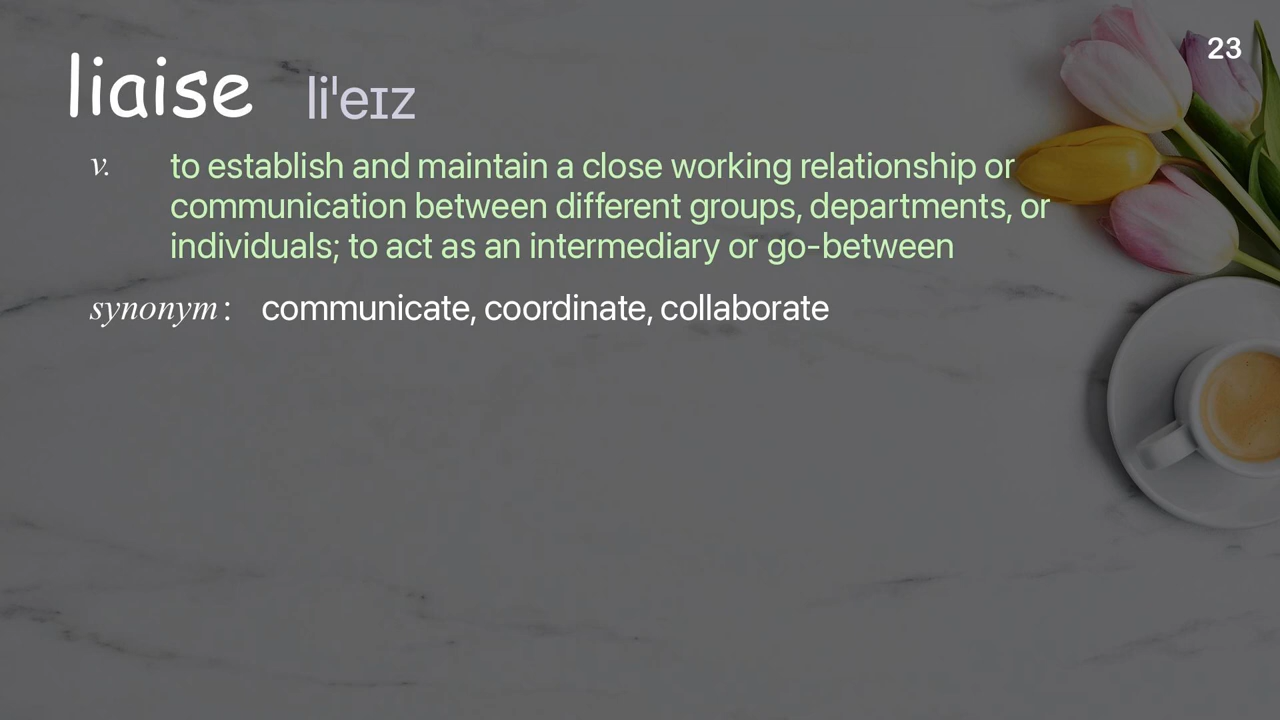 23
liaise li'eɪz
v. to establish and maintain a close working relationship or
communication between different groups, departments, or
individuals; to act as an intermediary or go-between
synonym : communicate, coordinate, collaborate